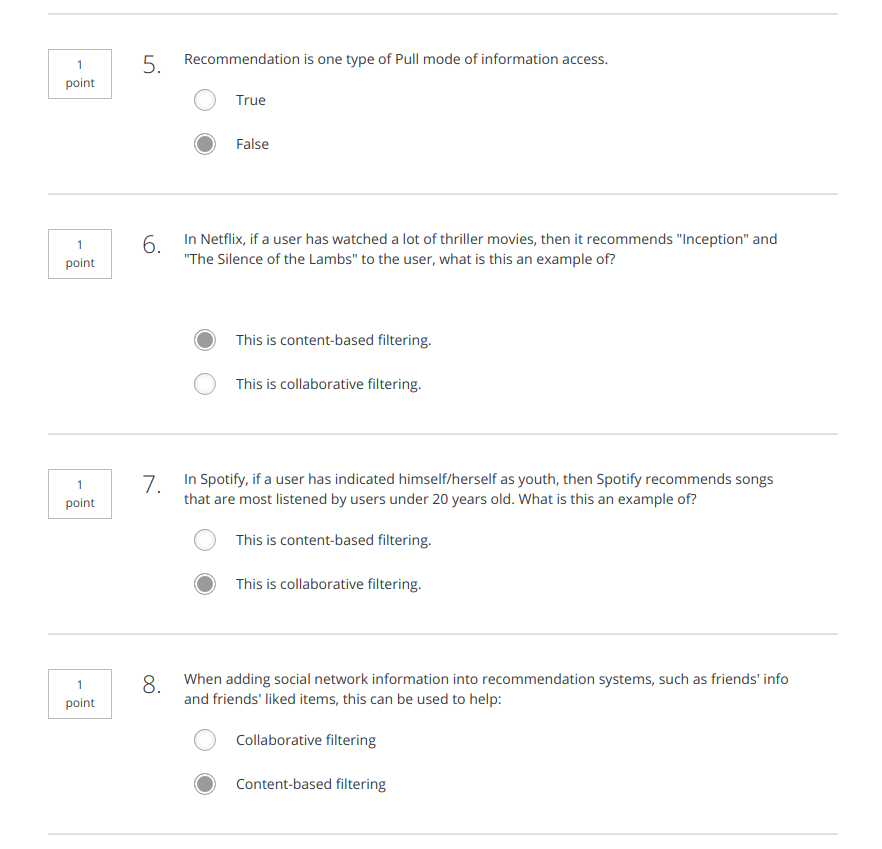 1
point
5.
Recommendation is one type of Pull mode of information access.
True
False
1
point
6.
In Netflix, if a user has watched a lot of thriller movies, then it recommends "Inception" and
"The Silence of the Lambs" to the user, what is this an example of?
This is content-based filtering.
This is collaborative filtering.
1
point
7.
In Spotify, if a user has indicated himself/herself as youth, then Spotify recommends songs
that are most listened by users under 20 years old. What is this an example of?
This is content-based filtering.
This is collaborative filtering.
1
point
8.
When adding social network information into recommendation systems, such as friends' info
and friends' liked items, this can be used to help:
Collaborative filtering
Content-based filtering